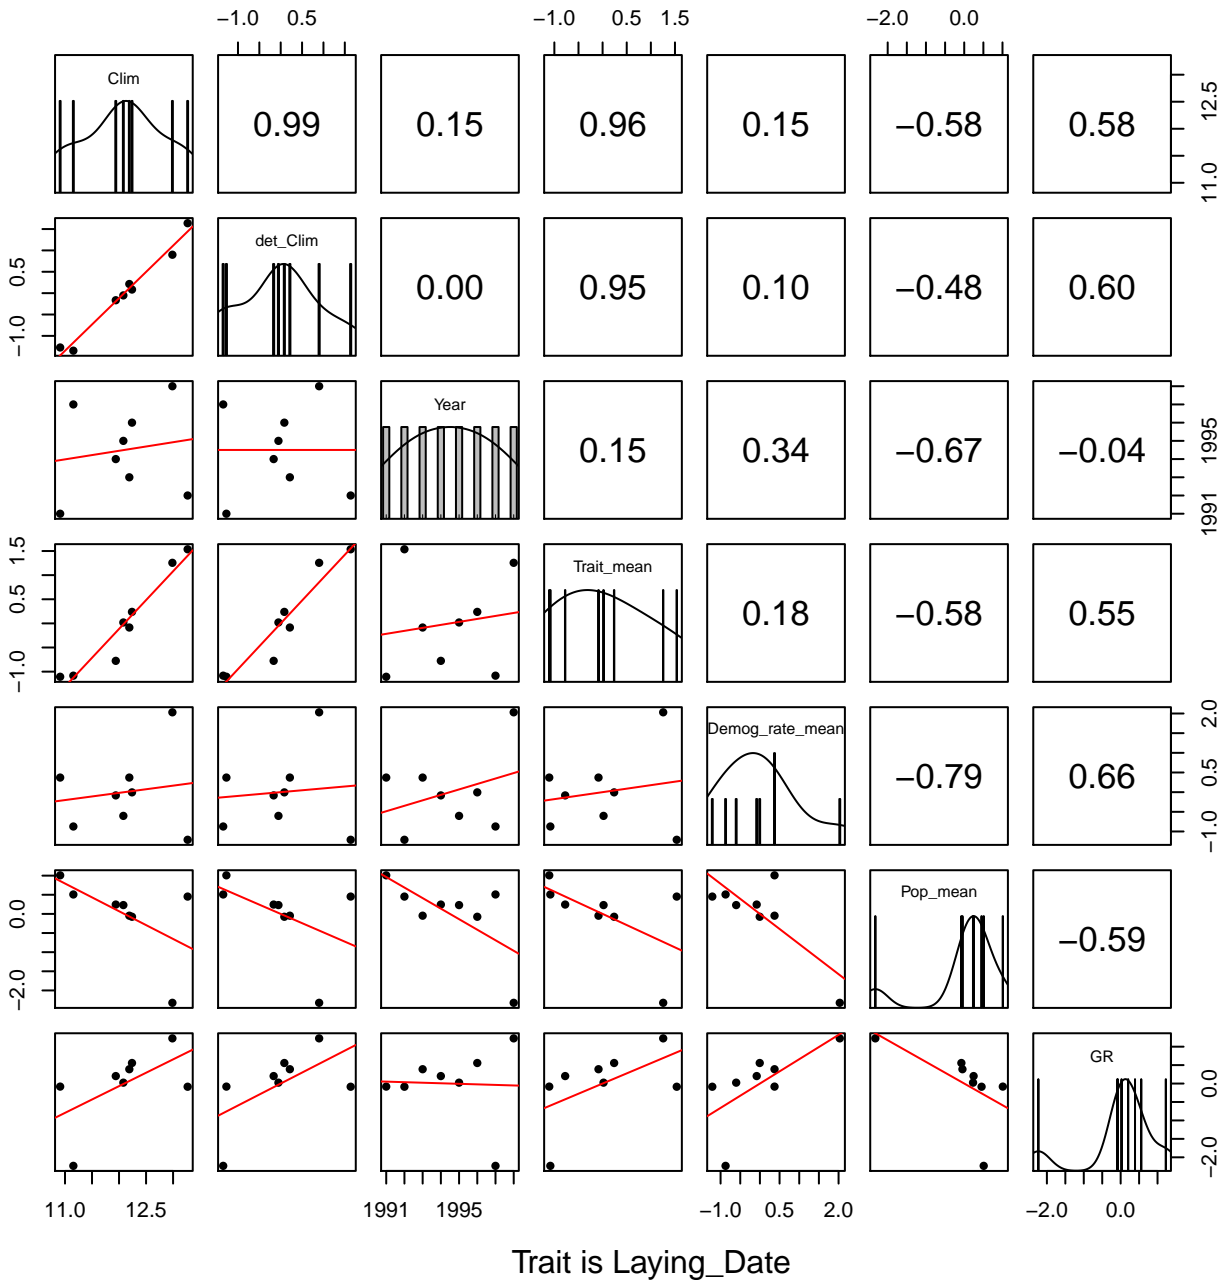 −1.0 0.5 −1.0 0.5 1.5 −2.0 0.0
Clim 0.99 0.15 0.96 0.15 −0.58 0.58 11.0 12.5
−1.0 0.5 det_Clim 0.00 0.95 0.10 −0.48 0.60
Year 0.15 0.34 −0.67 −0.04 1991 1995
−1.0 0.5 1.5 Trait_mean 0.18 −0.58 0.55
Demog_rate_mean −0.79 0.66 −1.0 0.5 2.0
−2.0 0.0 Pop_mean −0.59
GR −2.0 0.0
11.0 12.5 1991 1995 −1.0 0.5 2.0 −2.0 0.0
Trait is Laying_Date